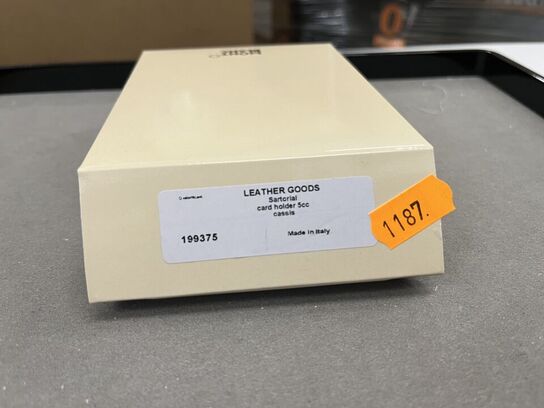 LEATHER GOODS
Sartorial
card holder 5cc
cassis
199375
Made in Italy
1187.